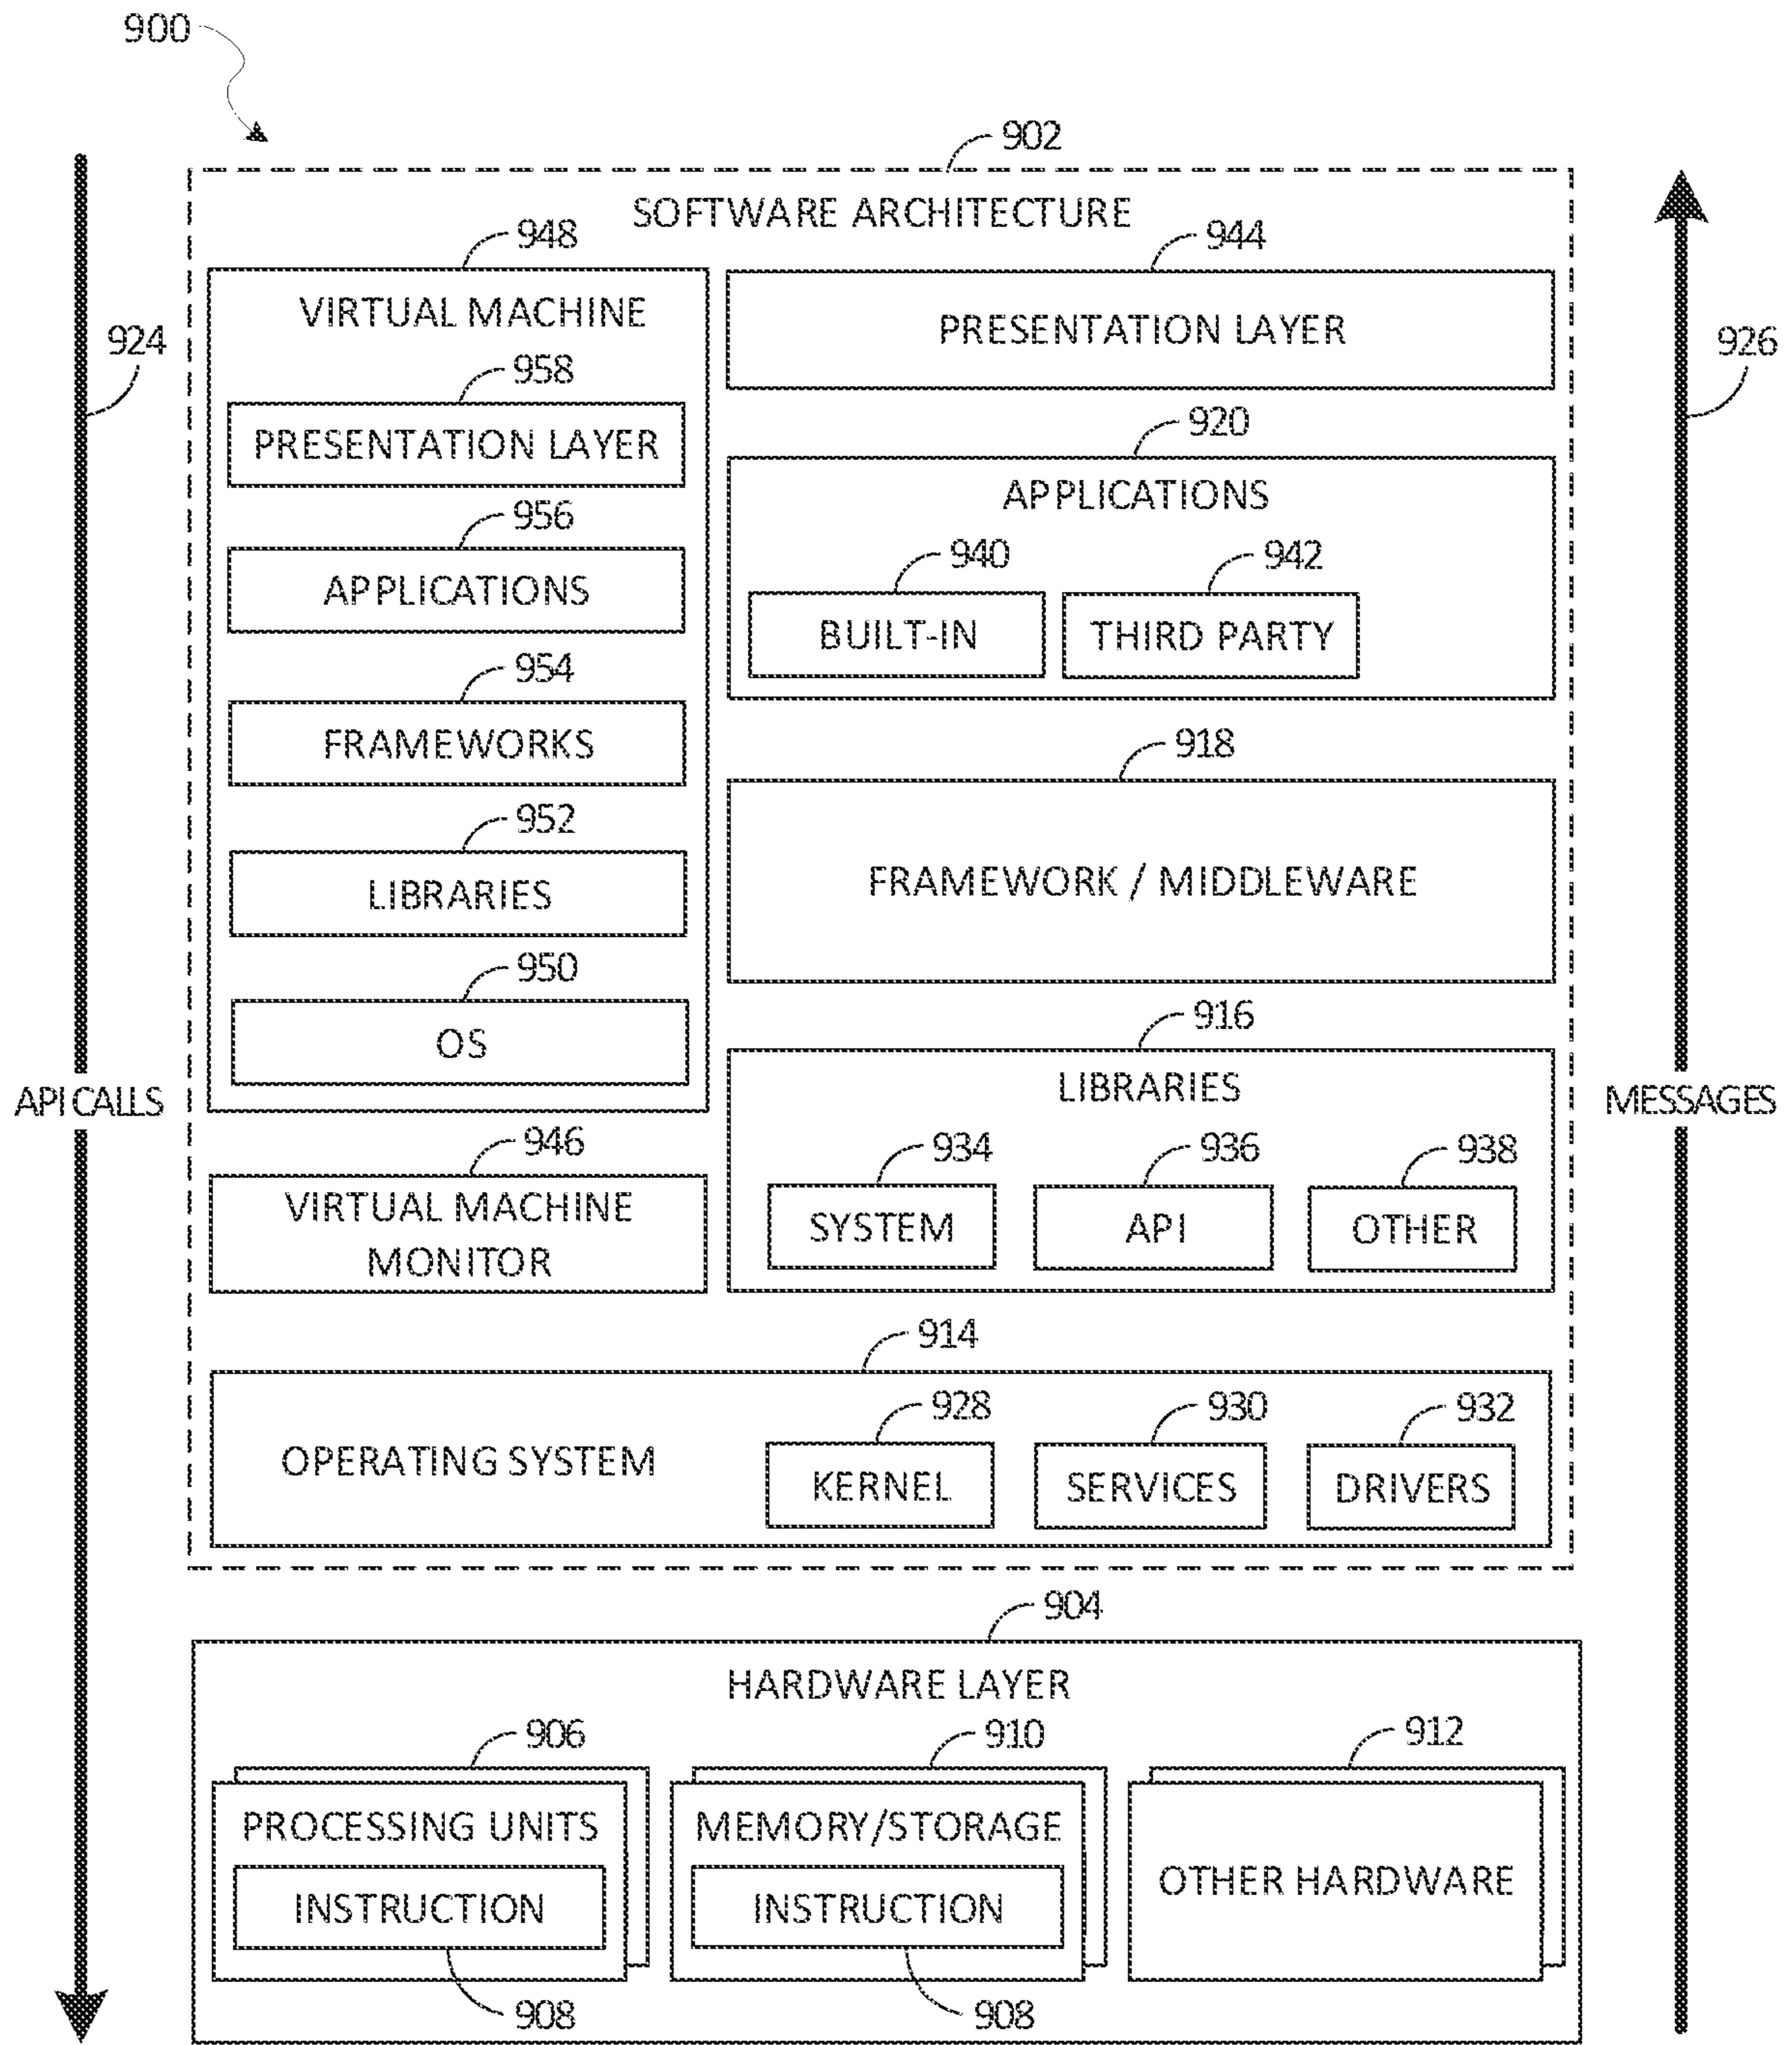 900
902
SOFTWARE ARCHITECTURE
948
944
VIRTUAL MACHINE
PRESENTATION LAYER
924
926
958
PRESENTATION LAYER
920
APPLICATIONS
956
APPLICATIONS
940
942
BUILT-IN
THIRD PARTY
954
FRAMEWORKS
918
FRAMEWORK / MIDDLEWARE
952
LIBRARIES
950
OS
916
LIBRARIES
API CALLS
MESSAGES
946
VIRTUAL MACHINE
MONITOR
934
936
938
SYSTEM
API
OTHER
914
OPERATING SYSTEM
928
930
932
KERNEL
SERVICES
DRIVERS
904
HARDWARE LAYER
906
910
912
PROCESSING UNITS
MEMORY/STORAGE
OTHER HARDWARE
INSTRUCTION
INSTRUCTION
908
908